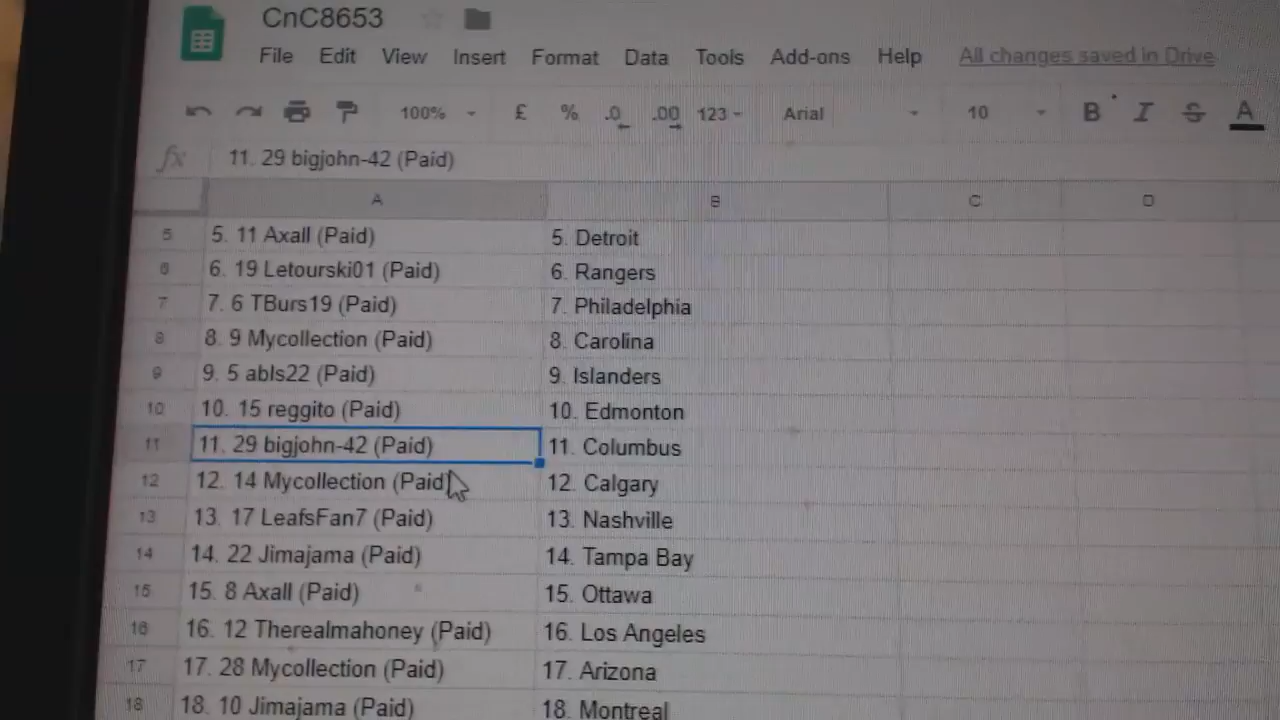 CnC8653
File Edit View Insert Format Data Tools Add-ons Help All changes saved in Drive
100% £ % .0 .00 123 Arial 10 B I S A
fx 11. 29 bigjohn-42 (Paid)
A B C D
5 5. 11 Axall (Paid) 5. Detroit
6 6. 19 Letourski01 (Paid) 6. Rangers
7 7. 6 TBurs19 (Paid) 7. Philadelphia
8 8. 9 Mycollection (Paid) 8. Carolina
9 9. 5 abls22 (Paid) 9. Islanders
10 10. 15 reggito (Paid) 10. Edmonton
11 11. 29 bigjohn-42 (Paid) 11. Columbus
12 12. 14 Mycollection (Paid) 12. Calgary
13 13. 17 LeafsFan7 (Paid) 13. Nashville
14 14. 22 Jimajama (Paid) 14. Tampa Bay
15 15. 8 Axall (Paid) 15. Ottawa
16 16. 12 Therealmahoney (Paid) 16. Los Angeles
17 17. 28 Mycollection (Paid) 17. Arizona
18 18. 10 Jimajama (Paid) 18. Montreal